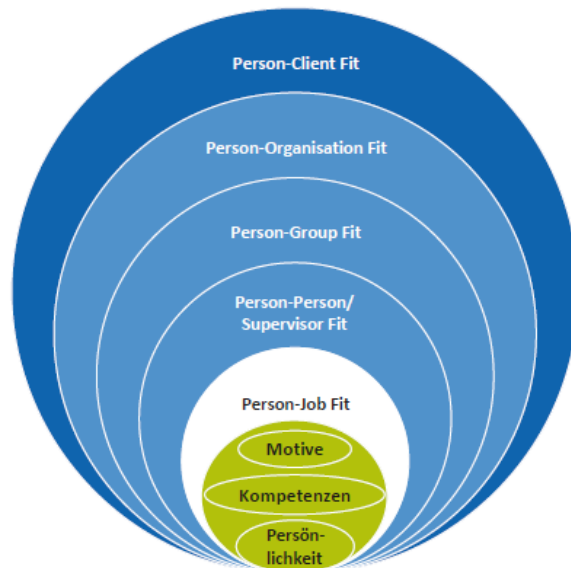 Person-Client Fit
Person-Organisation Fit
Person-Group Fit
Person-Person/
Supervisor Fit
Person-Job Fit
Motive
Kompetenzen
Persön-
lichkeit